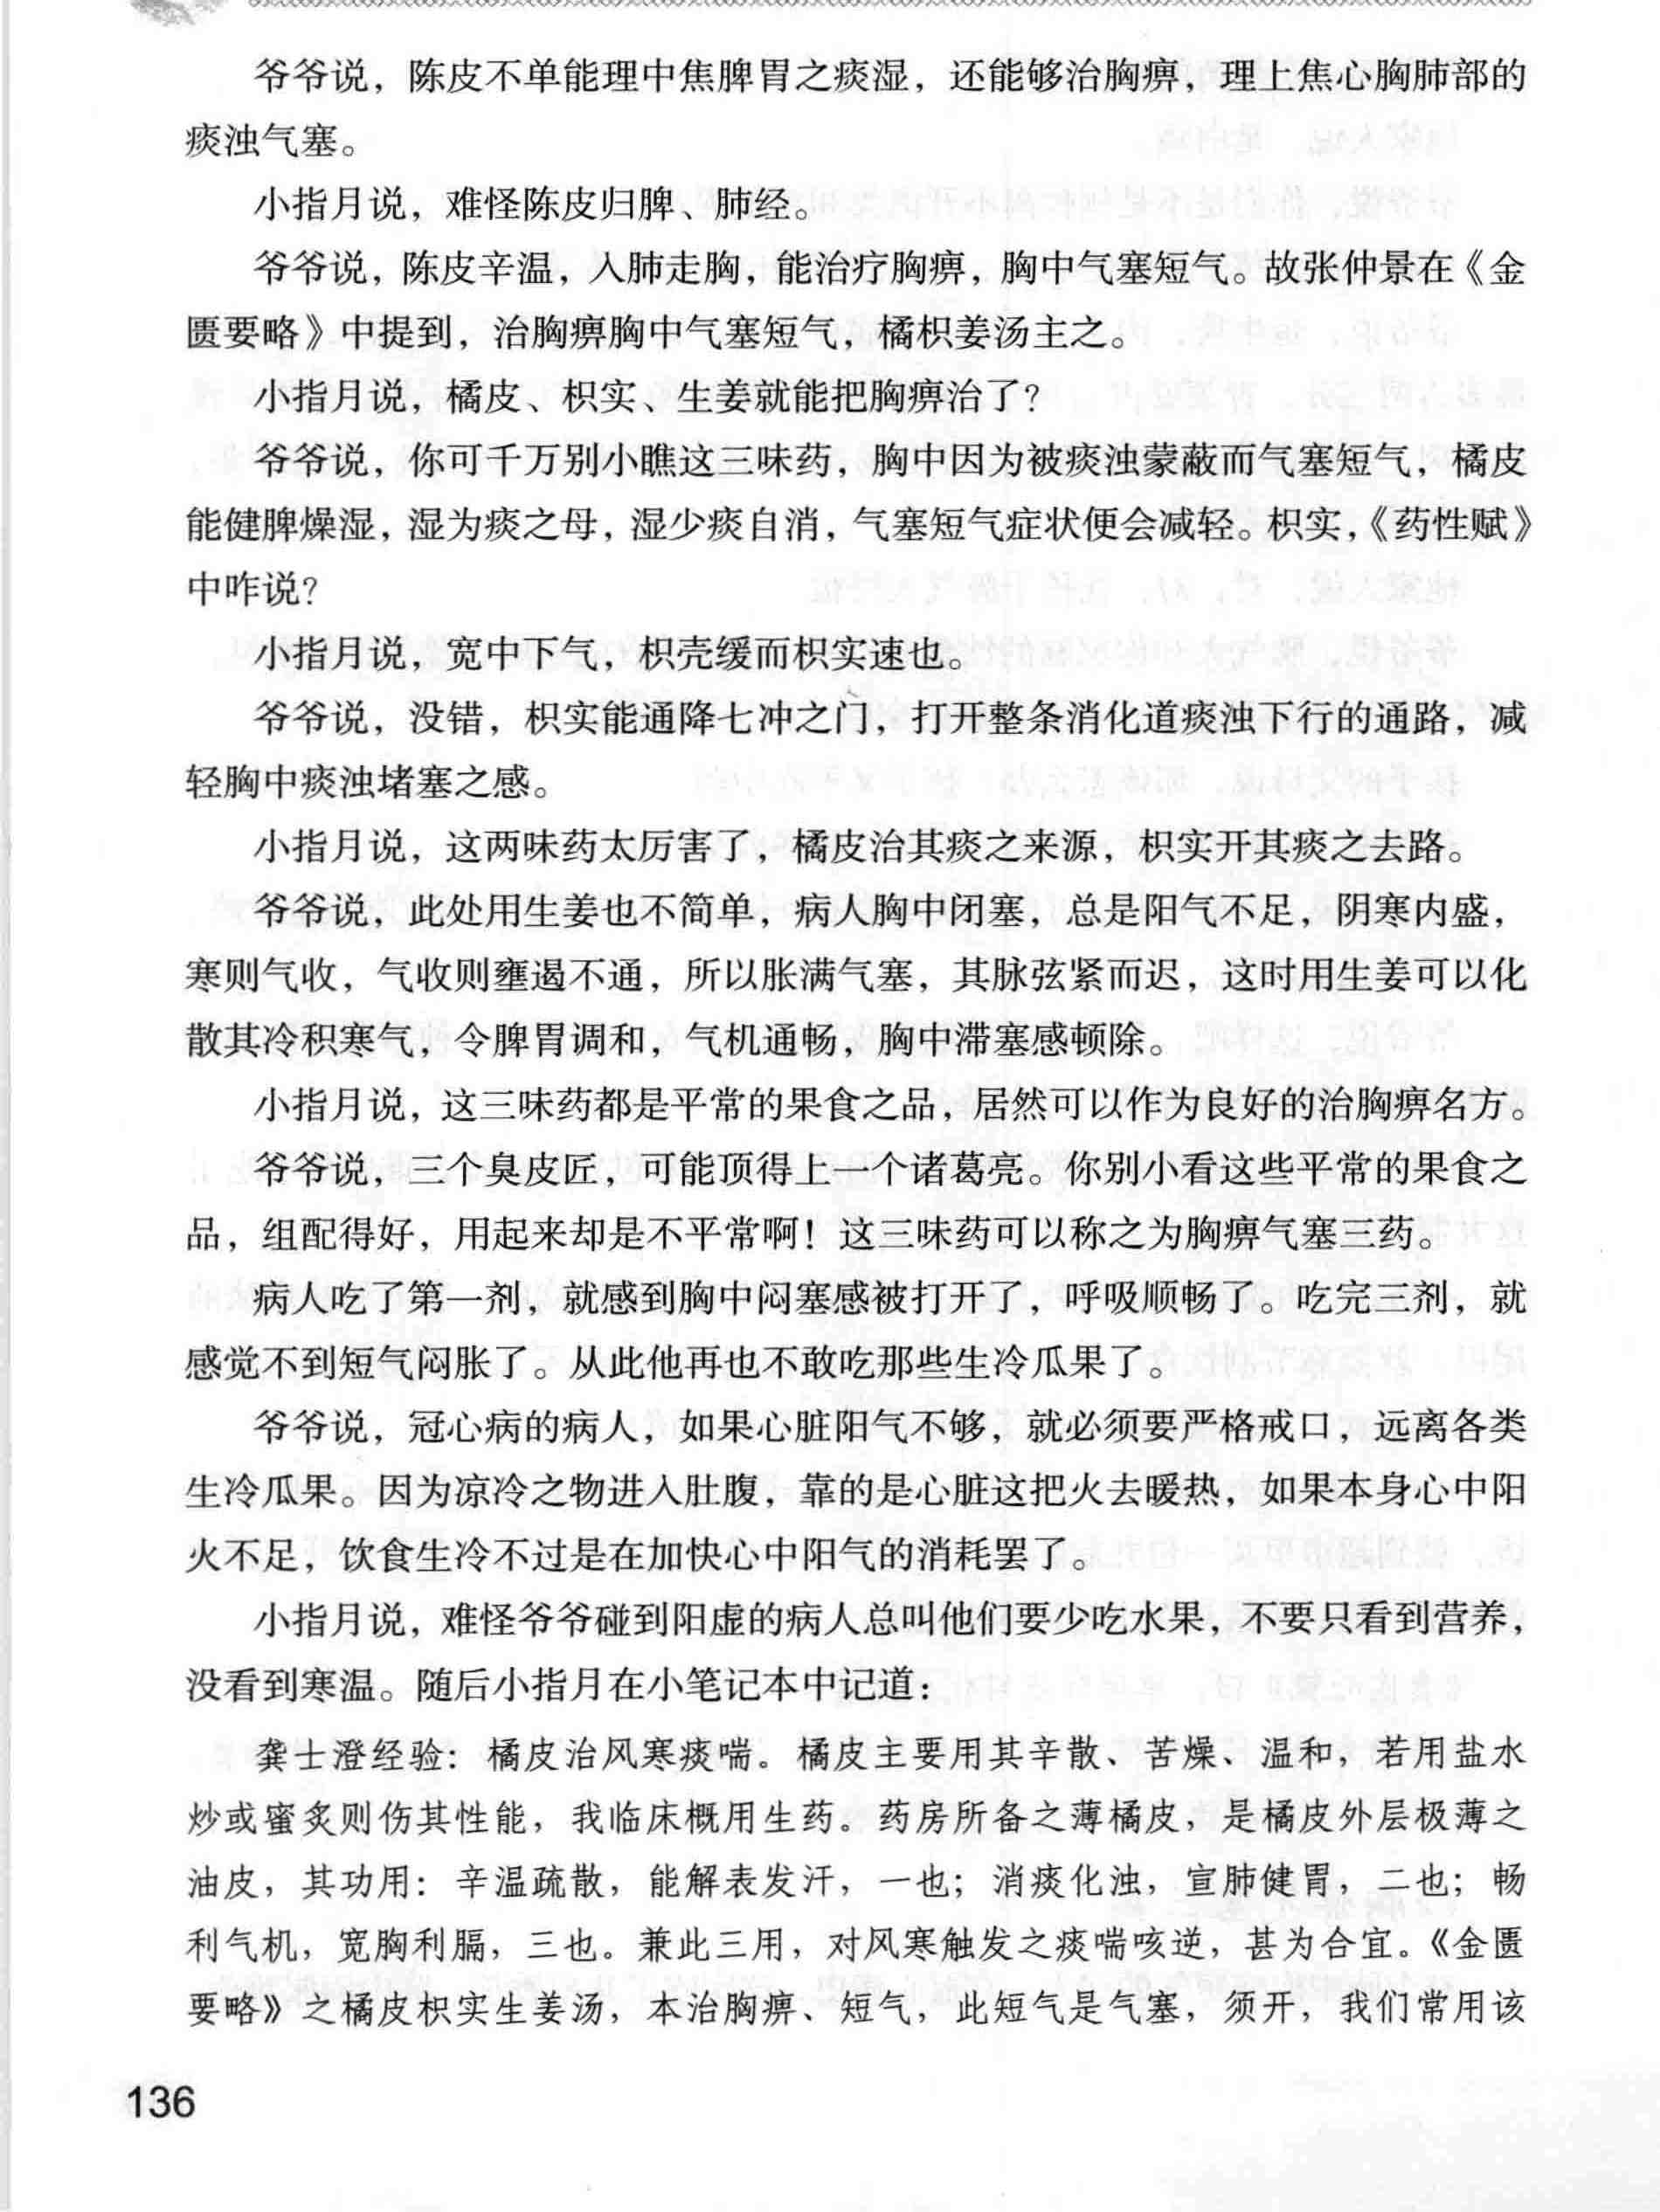 爷爷说，陈皮不单能理中焦脾胃之痰湿，还能够治胸痹，理上焦心胸肺部的
痰浊气塞。
小指月说，难怪陈皮归脾、肺经。
爷爷说，陈皮辛温，入肺走胸，能治疗胸痹，胸中气塞短气。故张仲景在《金
匮要略》中提到，治胸痹胸中气塞短气，橘枳姜汤主之。
小指月说，橘皮、枳实、生姜就能把胸痹治了？
爷爷说，你可千万别小瞧这三味药，胸中因为被痰浊蒙蔽而气塞短气，橘皮
能健脾燥湿，湿为痰之母，湿少痰自消，气塞短气症状便会减轻。枳实，《药性赋》
中咋说？
小指月说，宽中下气，枳壳缓而枳实速也。
爷爷说，没错，枳实能通降七冲之门，打开整条消化道痰浊下行的通路，减
轻胸中痰浊堵塞之感。
小指月说，这两味药太厉害了，橘皮治其痰之来源，枳实开其痰之去路。
爷爷说，此处用生姜也不简单，病人胸中闭塞，总是阳气不足，阴寒内盛，
寒则气收，气收则壅遏不通，所以胀满气塞，其脉弦紧而迟，这时用生姜可以化
散其冷积寒气，令脾胃调和，气机通畅，胸中滞塞感顿除。
小指月说，这三味药都是平常的果食之品，居然可以作为良好的治胸痹名方。
爷爷说，三个臭皮匠，可能顶得上一个诸葛亮。你别小看这些平常的果食之
品，组配得好，用起来却是不平常啊！这三味药可以称之为胸痹气塞三药。
病人吃了第一剂，就感到胸中闷塞感被打开了，呼吸顺畅了。吃完三剂，就
感觉不到短气闷胀了。从此他再也不敢吃那些生冷瓜果了。
爷爷说，冠心病的病人，如果心脏阳气不够，就必须要严格戒口，远离各类
生冷瓜果。因为凉冷之物进入肚腹，靠的是心脏这把火去暖热，如果本身心中阳
火不足，饮食生冷不过是在加快心中阳气的消耗罢了。
小指月说，难怪爷爷碰到阳虚的病人总叫他们要少吃水果，不要只看到营养，
没看到寒温。随后小指月在小笔记本中记道：
龚士澄经验：橘皮治风寒痰喘。橘皮主要用其辛散、苦燥、温和，若用盐水
炒或蜜炙则伤其性能，我临床概用生药。药房所备之薄橘皮，是橘皮外层极薄之
油皮，其功用：辛温疏散，能解表发汗，一也；消痰化浊，宣肺健胃，二也；畅
利气机，宽胸利膈，三也。兼此三用，对风寒触发之痰喘咳逆，甚为合宜。《金匮
要略》之橘皮枳实生姜汤，本治胸痹、短气，此短气是气塞，须开，我们常用该
136